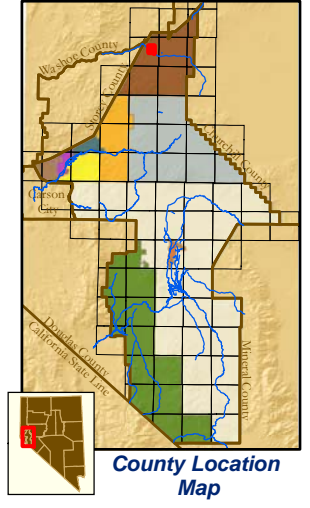 Washoe County
Storey County
Churchill County
Carson
City
Douglas County
California State Line
Mineral County
County Location
Map